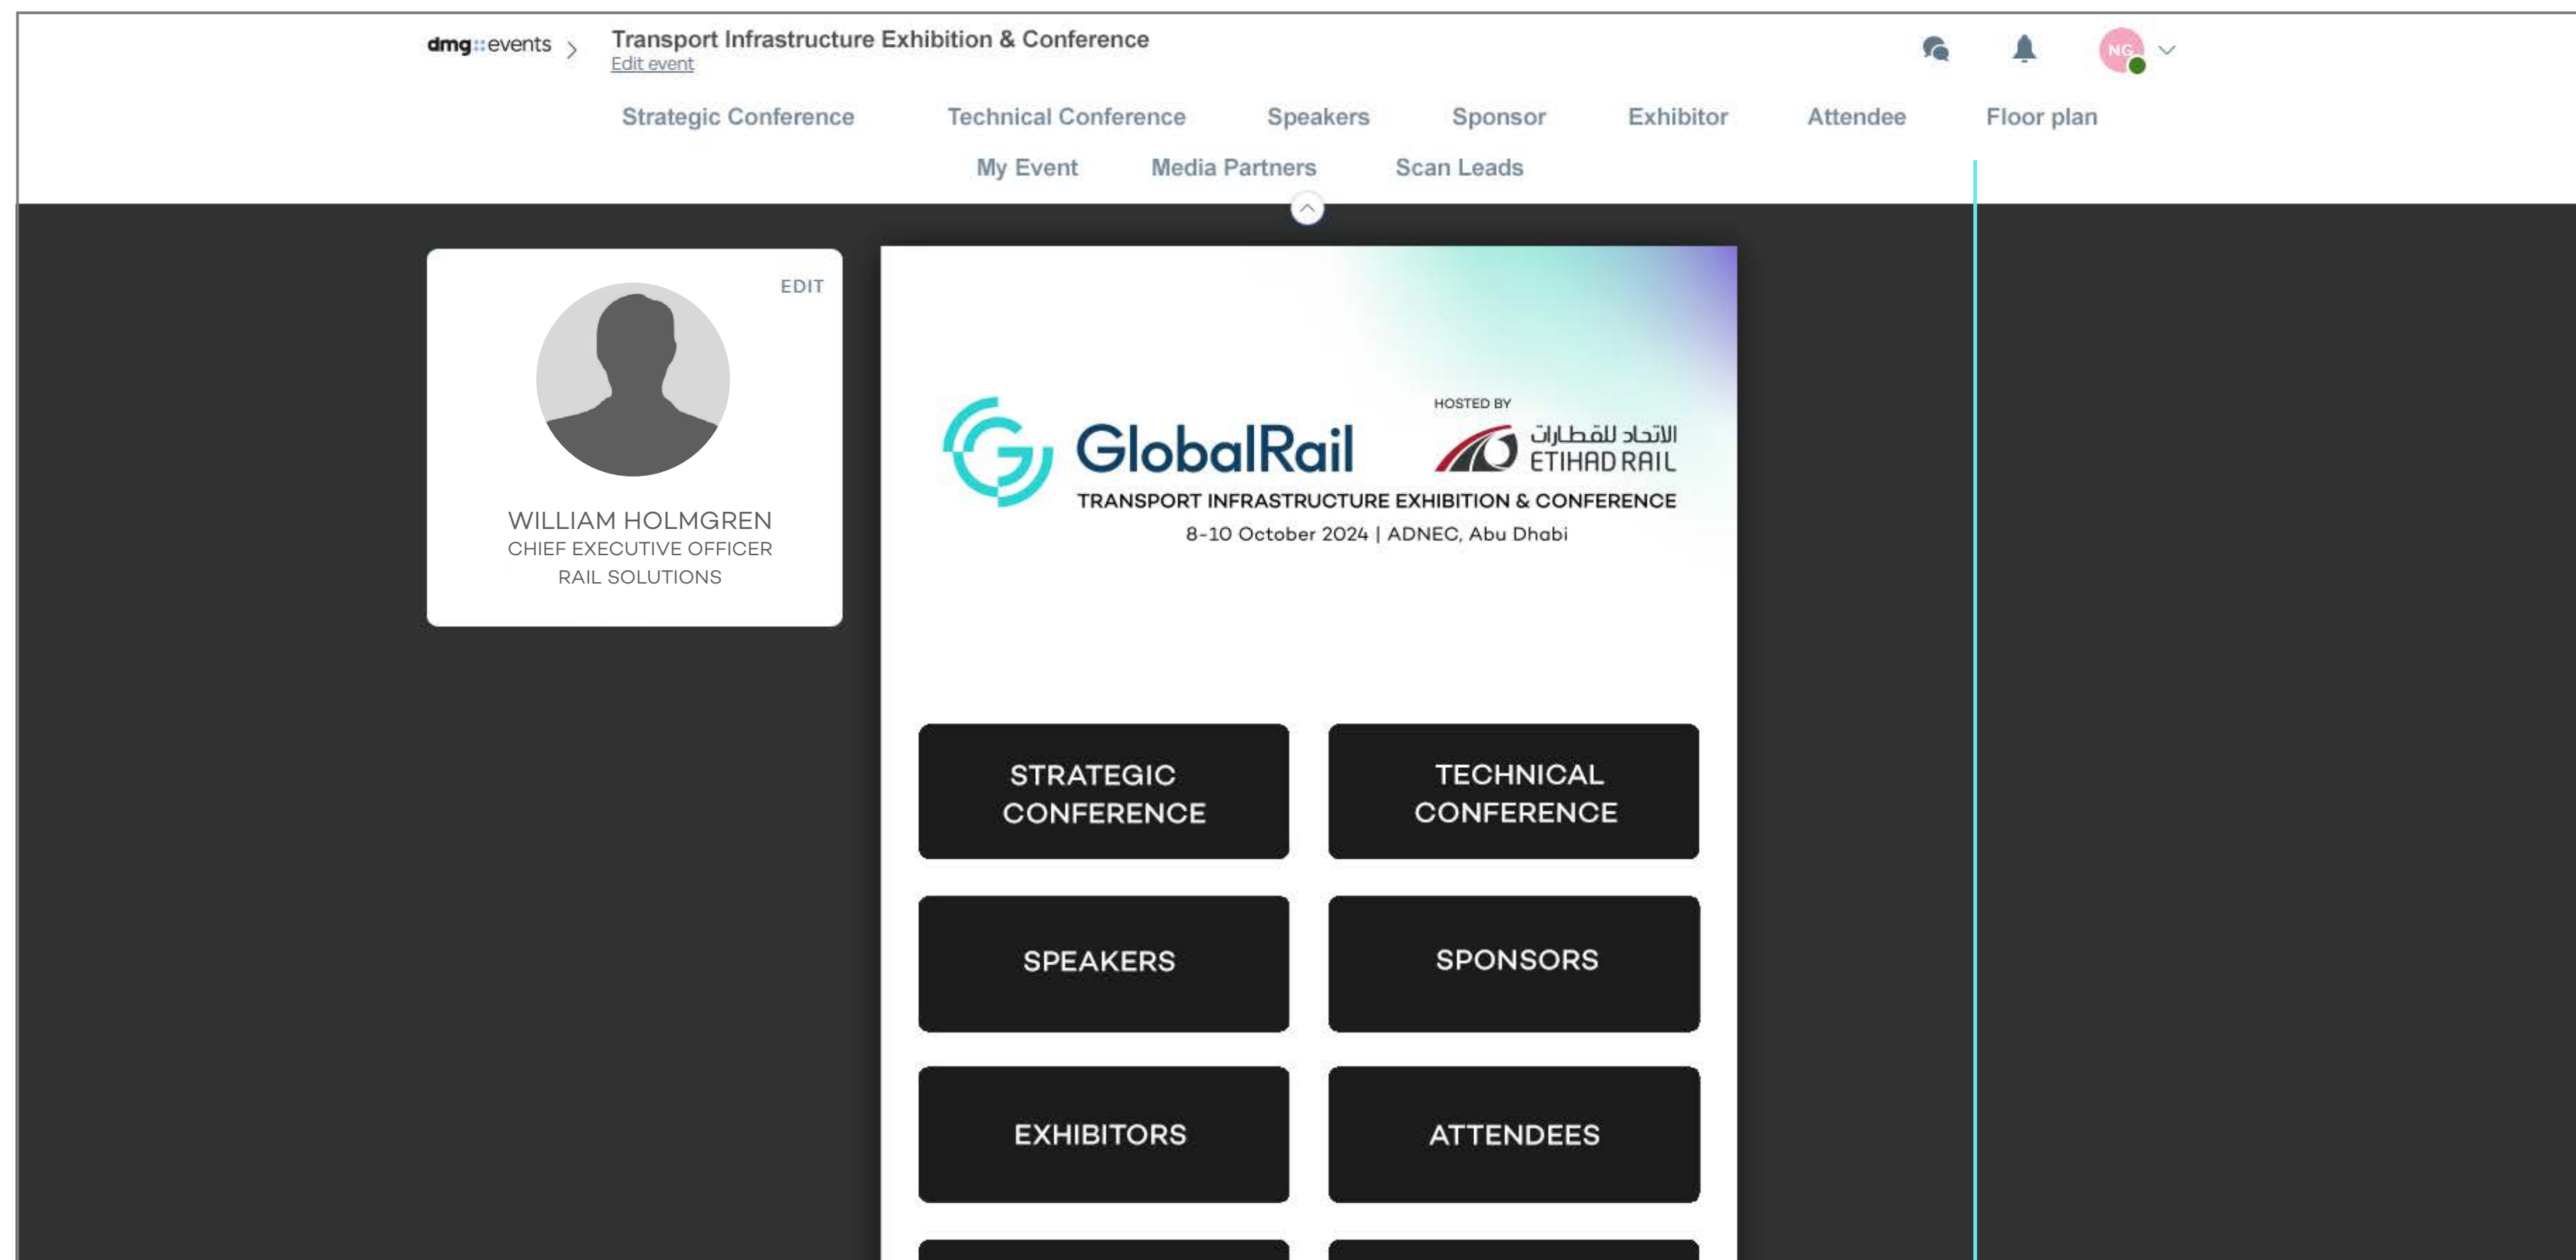 dmg::events
Transport Infrastructure Exhibition & Conference
Edit event
NG
Strategic Conference
Technical Conference
Speakers
Sponsor
Exhibitor
Attendee
Floor plan
My Event
Media Partners
Scan Leads
EDIT
WILLIAM HOLMGREN
CHIEF EXECUTIVE OFFICER
RAIL SOLUTIONS
GlobalRail
HOSTED BY
الاتحاد للقطارات
ETIHAD RAIL
TRANSPORT INFRASTRUCTURE EXHIBITION & CONFERENCE
8-10 October 2024 | ADNEC, Abu Dhabi
STRATEGIC
CONFERENCE
TECHNICAL
CONFERENCE
SPEAKERS
SPONSORS
EXHIBITORS
ATTENDEES